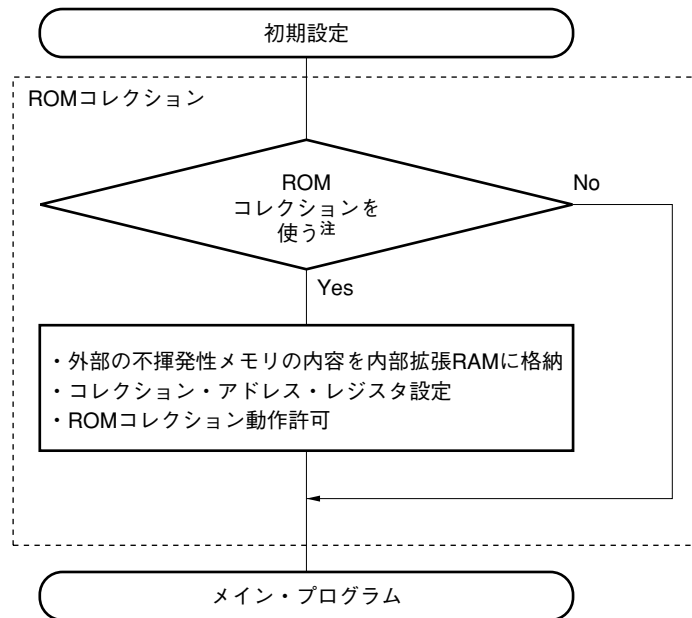 初期設定
ROMコレクション
ROM
コレクションを
使う注
No
Yes
・外部の不揮発性メモリの内容を内部拡張RAMに格納
・コレクション・アドレス・レジスタ設定
・ROMコレクション動作許可
メイン・プログラム